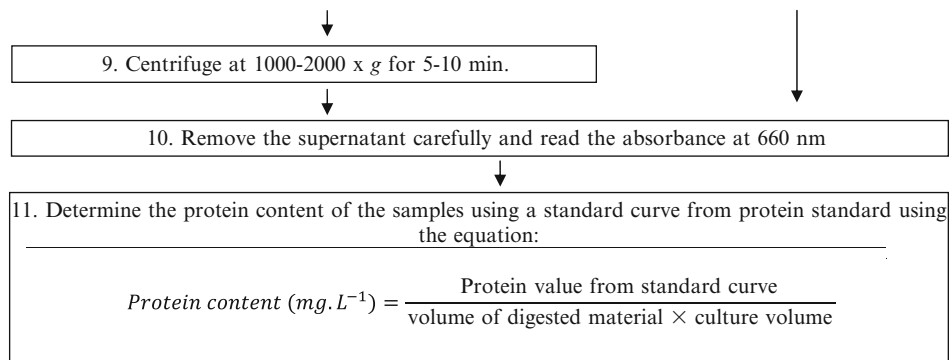 9. Centrifuge at 1000-2000 x g for 5-10 min.
10. Remove the supernatant carefully and read the absorbance at 660 nm
11. Determine the protein content of the samples using a standard curve from protein standard using
the equation:
Protein content (mg.L⁻¹) = Protein value from standard curve / volume of digested material × culture volume